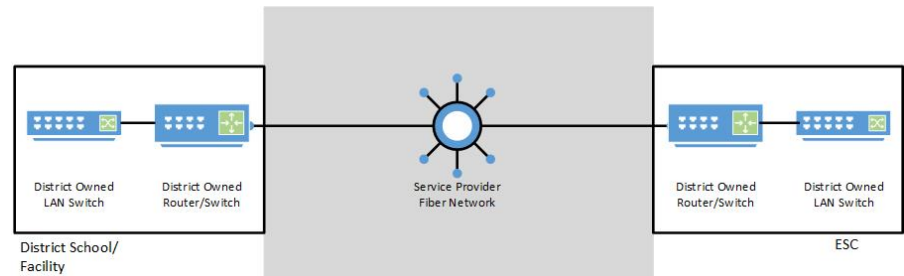 District Owned
LAN Switch
District Owned
Router/Switch
Service Provider
Fiber Network
District Owned
Router/Switch
District Owned
LAN Switch
District School/
Facility
ESC